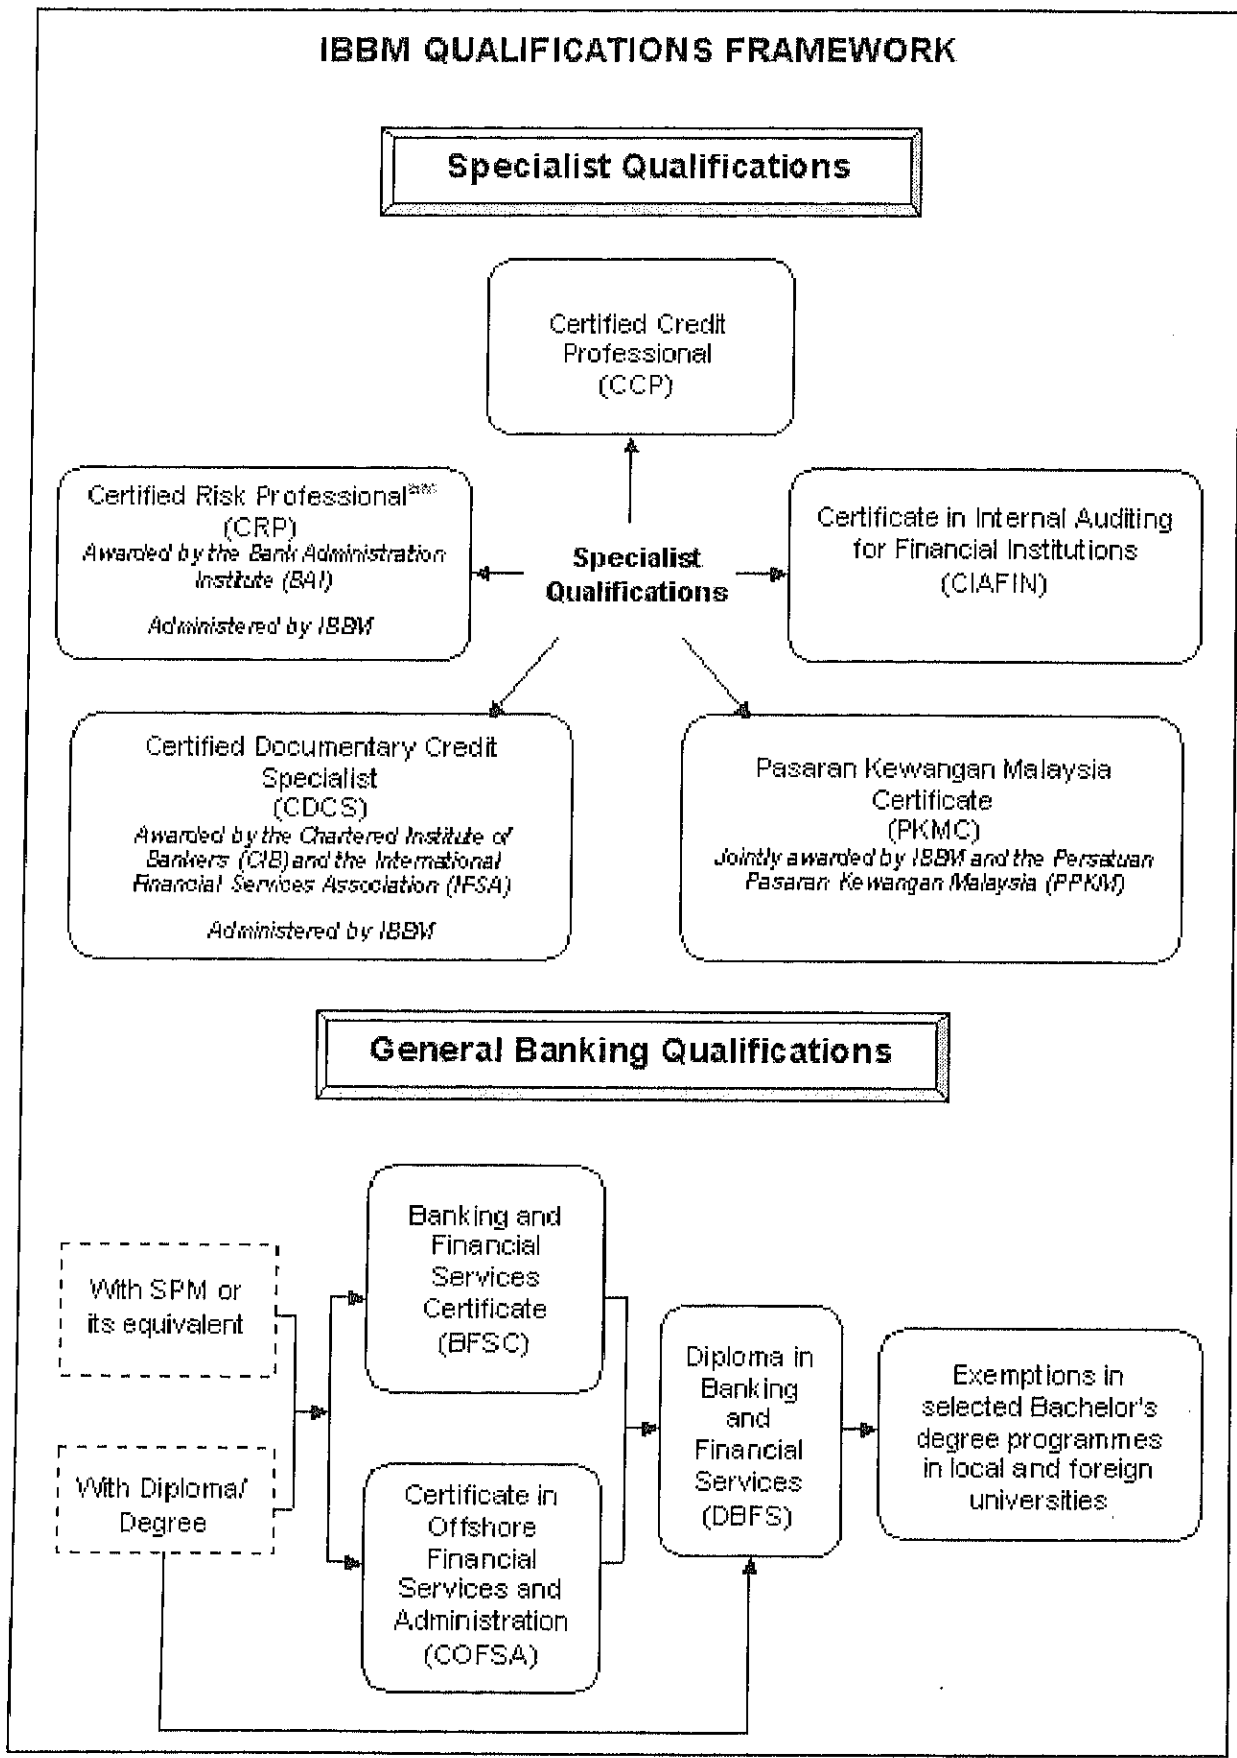 IBBM QUALIFICATIONS FRAMEWORK
Specialist Qualifications
Certified Credit
Professional
(CCP)
Certified Risk Professional
(CRP)
Awarded by the Bank Administration
Institute (BAI)
Administered by IBBM
Specialist
Qualifications
Certificate in Internal Auditing
for Financial Institutions
(CIAFIN)
Certified Documentary Credit
Specialist
(CDCS)
Awarded by the Chartered Institute of
Bankers (CIB) and the International
Financial Services Association (IFSA)
Administered by IBBM
Pasaran Kewangan Malaysia
Certificate
(PKMC)
Jointly awarded by IBBM and the Persatuan
Pasaran Kewangan Malaysia (PPKM)
General Banking Qualifications
With SPM or
its equivalent
With Diploma/
Degree
Banking and
Financial
Services
Certificate
(BFSC)
Certificate in
Offshore
Financial
Services and
Administration
(COFSA)
Diploma in
Banking
and
Financial
Services
(DBFS)
Exemptions in
selected Bachelor's
degree programmes
in local and foreign
universities